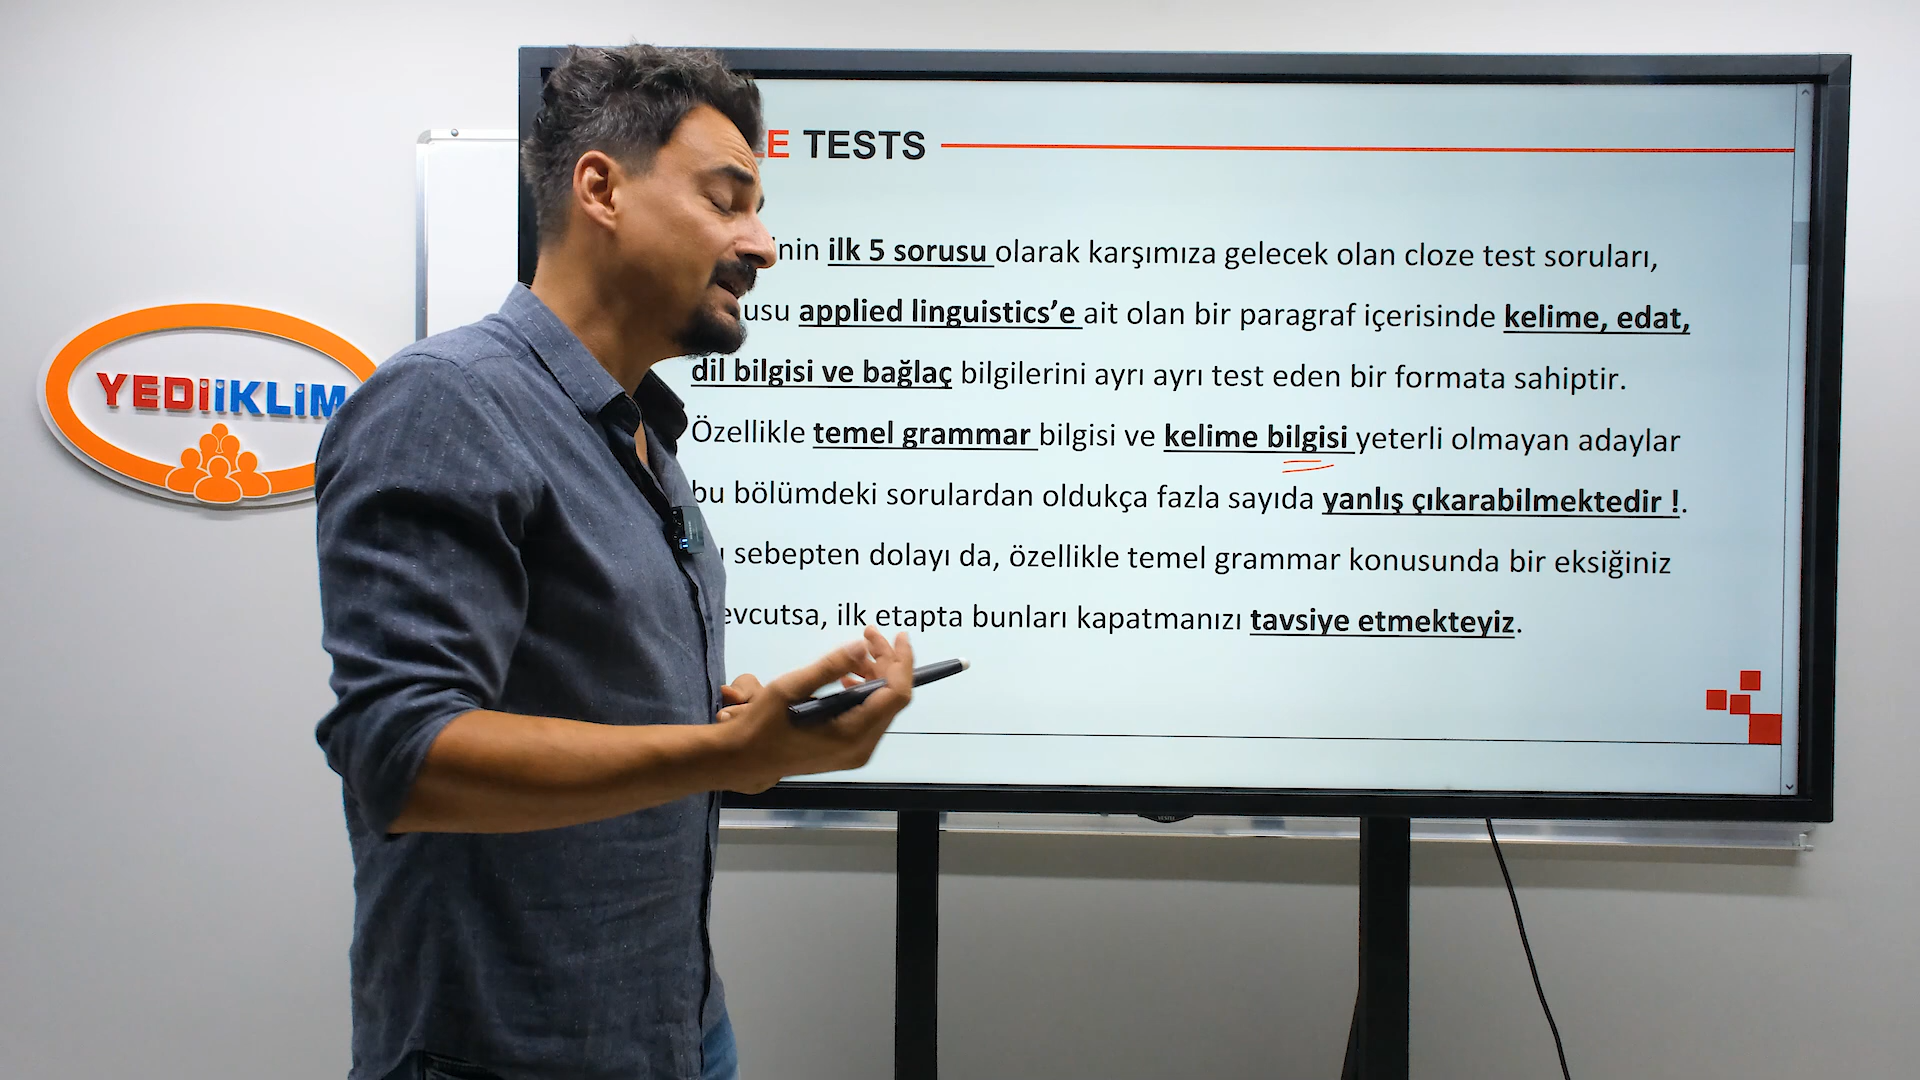 YEDİİKLİM
TESTS
ilk 5 sorusu olarak karşımıza gelecek olan cloze test soruları,
applied linguistics’e ait olan bir paragraf içerisinde kelime, edat,
dil bilgisi ve bağlaç bilgilerini ayrı ayrı test eden bir formata sahiptir.
Özellikle temel grammar bilgisi ve kelime bilgisi yeterli olmayan adaylar
bu bölümdeki sorulardan oldukça fazla sayıda yanlış çıkarabilmektedir !.
sebepten dolayı da, özellikle temel grammar konusunda bir eksiğiniz
evcutsa, ilk etapta bunları kapatmanızı tavsiye etmekteyiz.